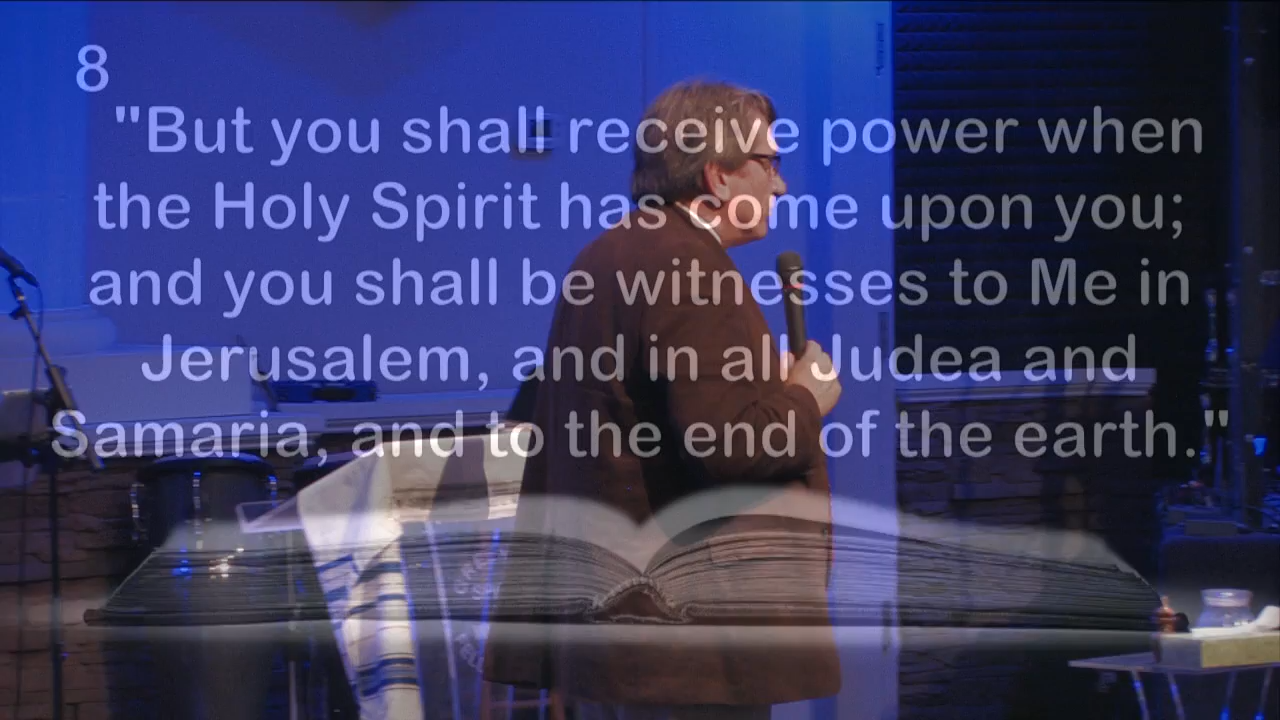 8
"But you shall receive power when
the Holy Spirit has come upon you;
and you shall be witnesses to Me in
Jerusalem, and in all Judea and
Samaria, and to the end of the earth."